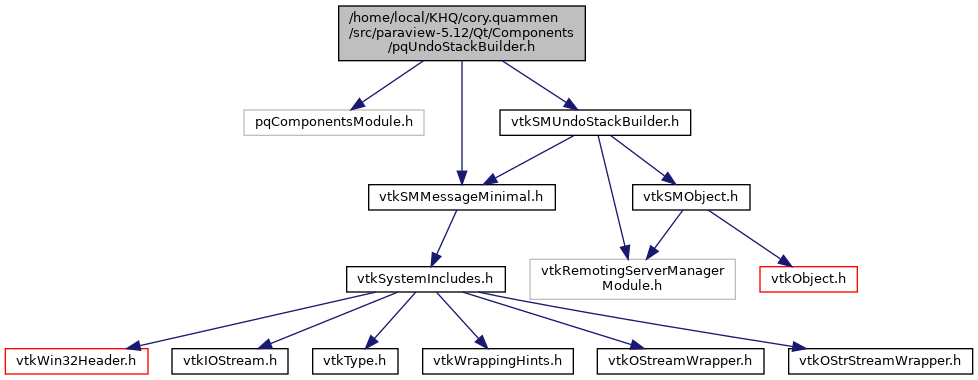 /home/local/KHQ/cory.quammen
/src/paraview-5.12/Qt/Components
/pqUndoStackBuilder.h
pqComponentsModule.h
vtkSMUndoStackBuilder.h
vtkSMMessageMinimal.h
vtkSMObject.h
vtkSystemIncludes.h
vtkRemotingServerManager
Module.h
vtkObject.h
vtkWin32Header.h
vtkIOStream.h
vtkType.h
vtkWrappingHints.h
vtkOStreamWrapper.h
vtkOStrStreamWrapper.h